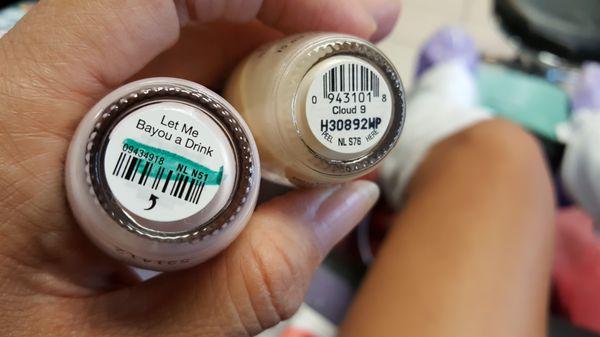 Let Me
Bayou a Drink
09434918 NL N51
0 943101 8
Cloud 9
H30892WP
PEEL NL S76 HERE